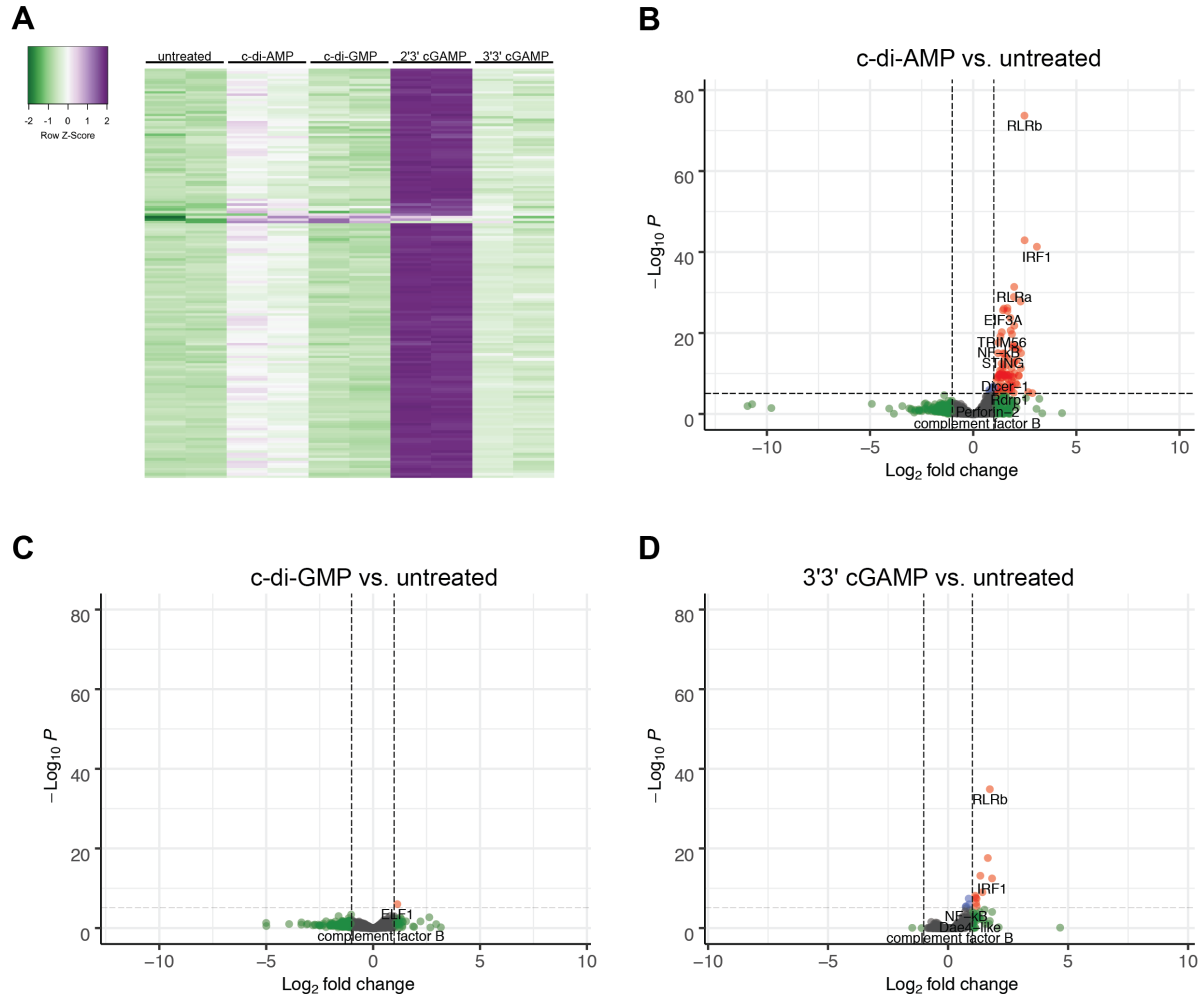 A
untreated c-di-AMP c-di-GMP 2'3' cGAMP 3'3' cGAMP
-2 -1 0 1 2
Row Z-Score
B
c-di-AMP vs. untreated
80
60
40
20
0
− Log10 P
RLRb
IRF1
RLRa
EIF3A
TRIM56
NF−kB
STING
Dicer−1
Rdrp1
Perforin−2
complement factor B
−10 −5 0 5 10
Log2 fold change
C
c-di-GMP vs. untreated
80
60
40
20
0
− Log10 P
ELF1
complement factor B
−10 −5 0 5 10
Log2 fold change
D
3'3' cGAMP vs. untreated
80
60
40
20
0
− Log10 P
RLRb
IRF1
NF−kB
Dae4−like
complement factor B
−10 −5 0 5 10
Log2 fold change